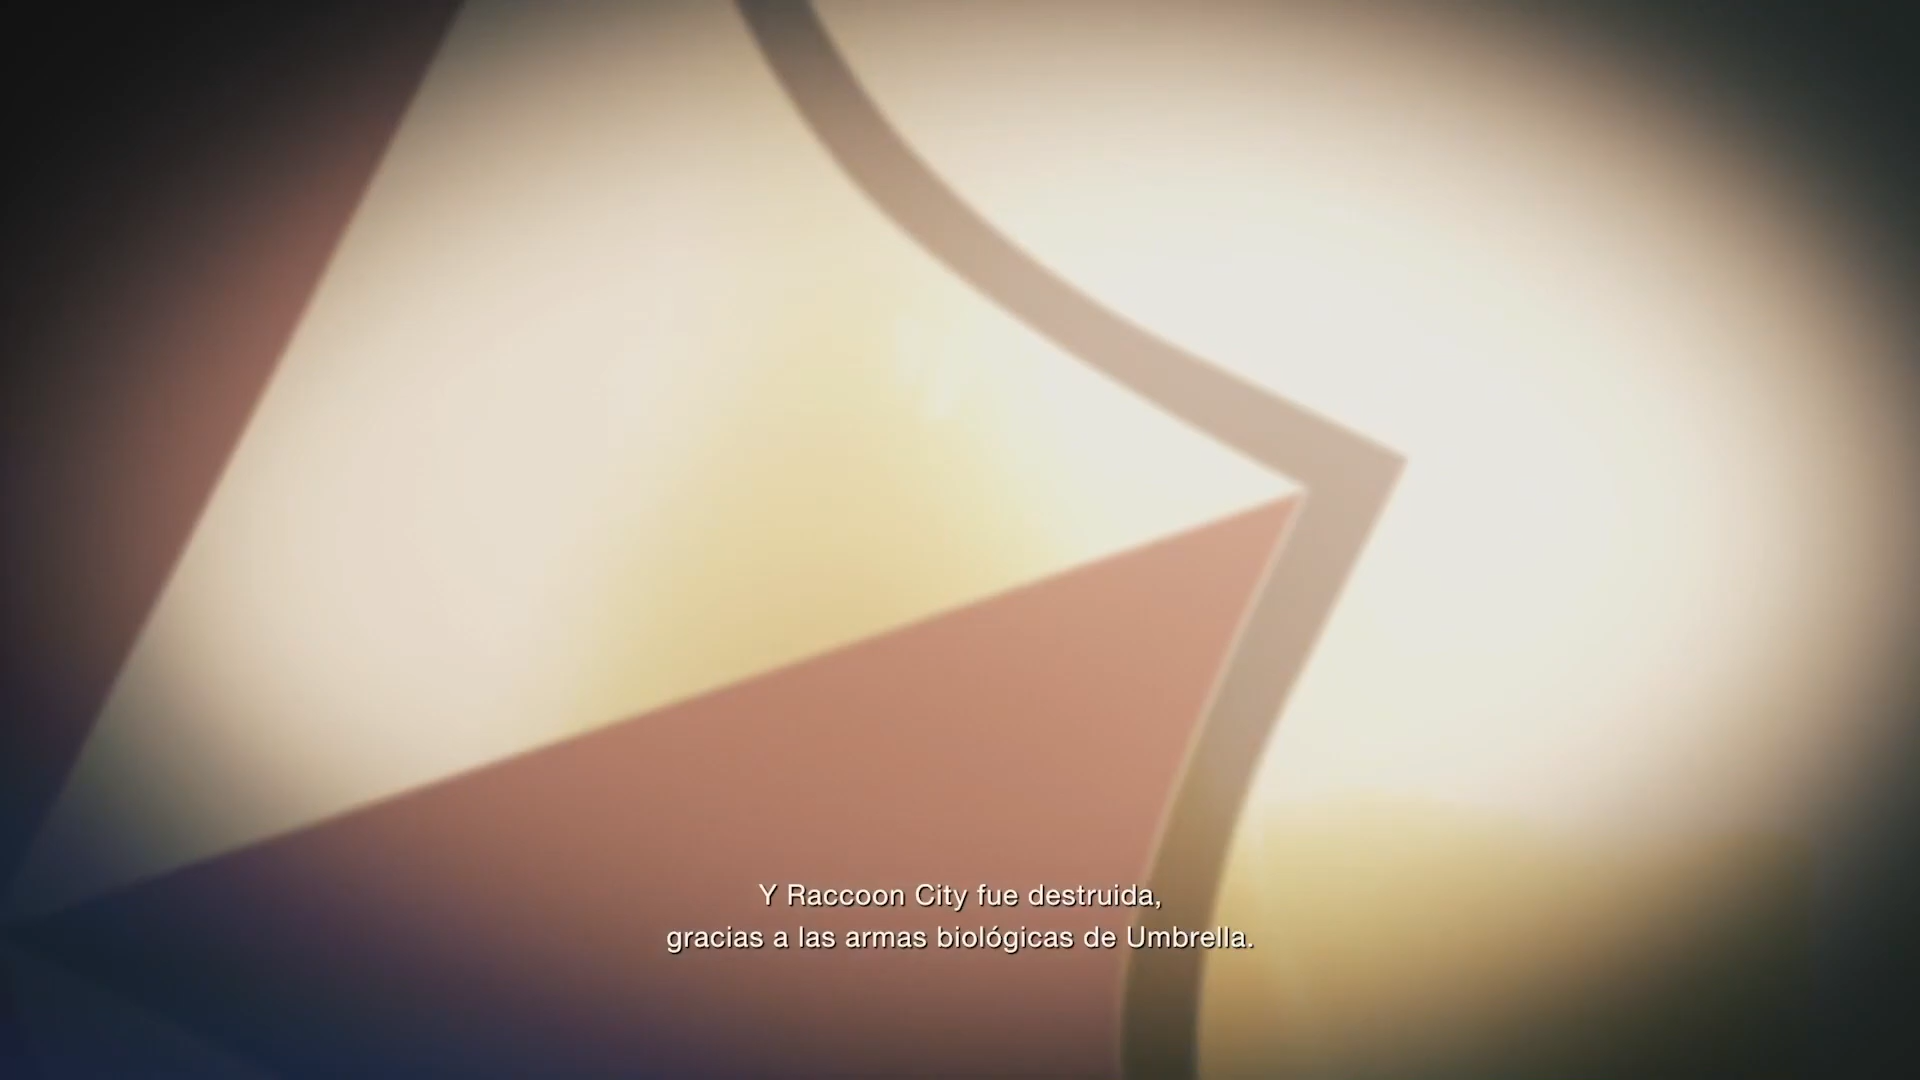 Y Raccoon City fue destruida,
gracias a las armas biológicas de Umbrella.